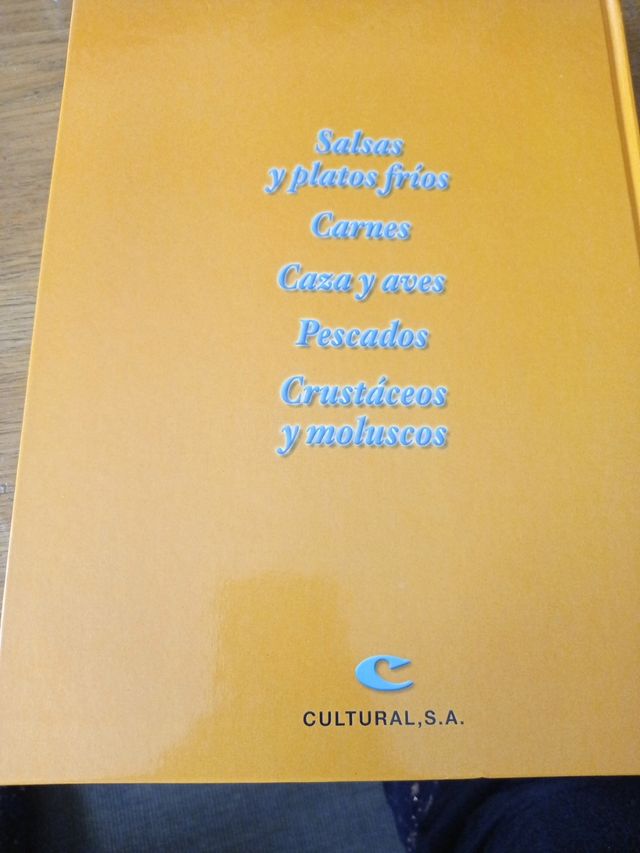 Salsas
y platos fríos
Carnes
Caza y aves
Pescados
Crustáceos
y moluscos
CULTURAL, S.A.